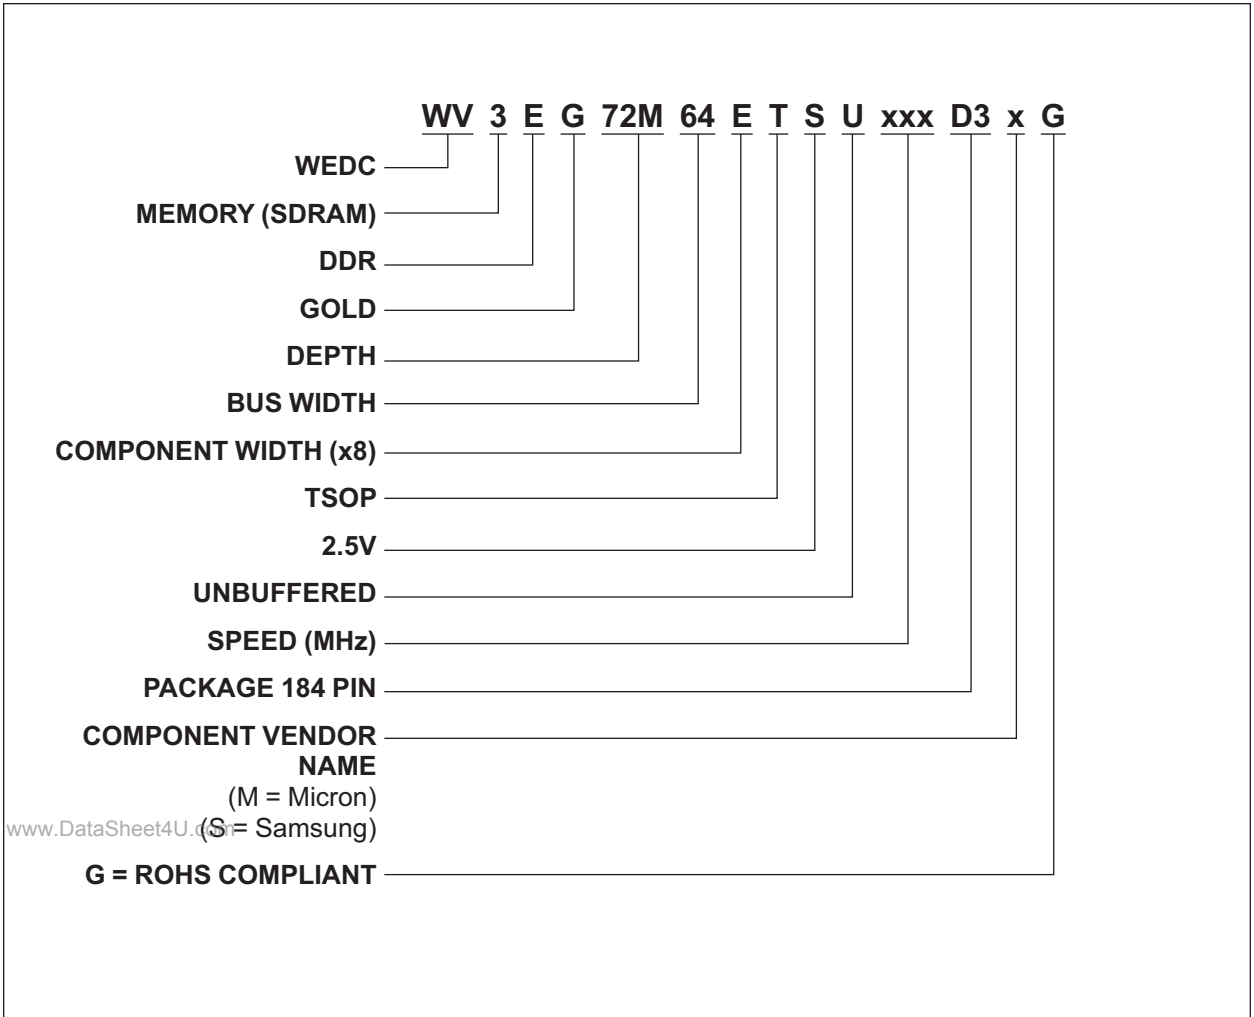 WV 3 E G 72M 64 E T S U xxx D3 x G
WEDC
MEMORY (SDRAM)
DDR
GOLD
DEPTH
BUS WIDTH
COMPONENT WIDTH (x8)
TSOP
2.5V
UNBUFFERED
SPEED (MHz)
PACKAGE 184 PIN
COMPONENT VENDOR
NAME
(M = Micron)
www.DataSheet4U.com
(S = Samsung)
G = ROHS COMPLIANT